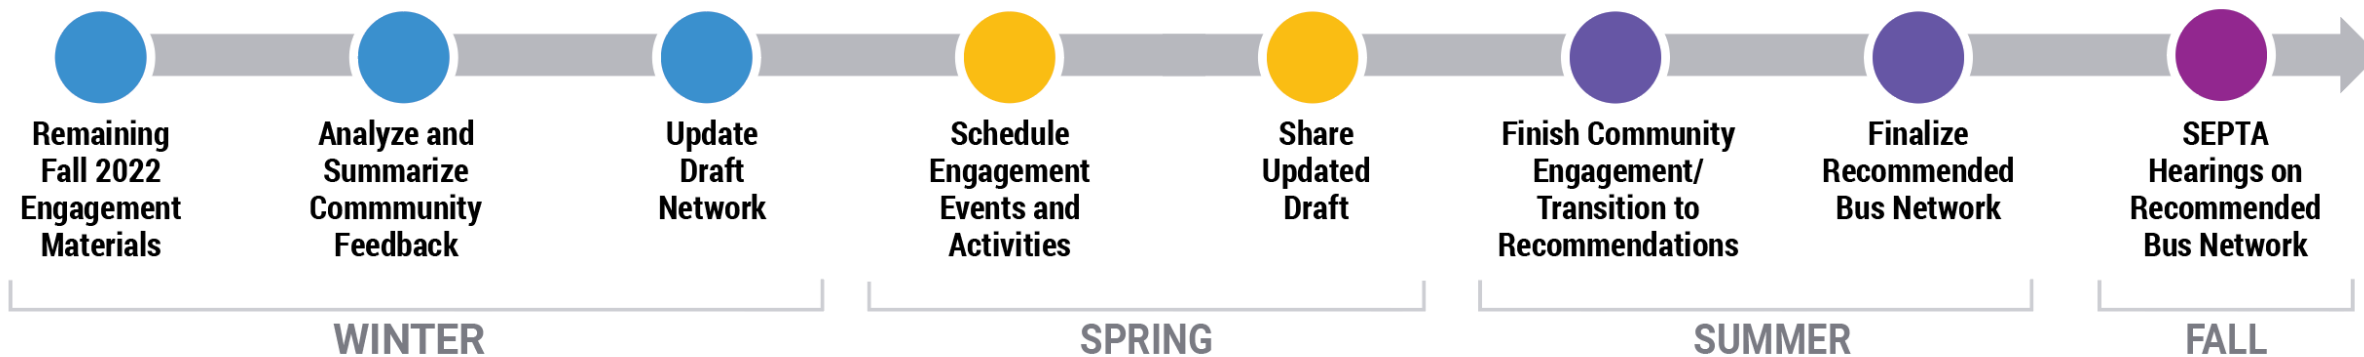 Remaining
Fall 2022
Engagement
Materials
Analyze and
Summarize
Commmunity
Feedback
Update
Draft
Network
Schedule
Engagement
Events and
Activities
Share
Updated
Draft
Finish Community
Engagement/
Transition to
Recommendations
Finalize
Recommended
Bus Network
SEPTA
Hearings on
Recommended
Bus Network
WINTER
SPRING
SUMMER
FALL